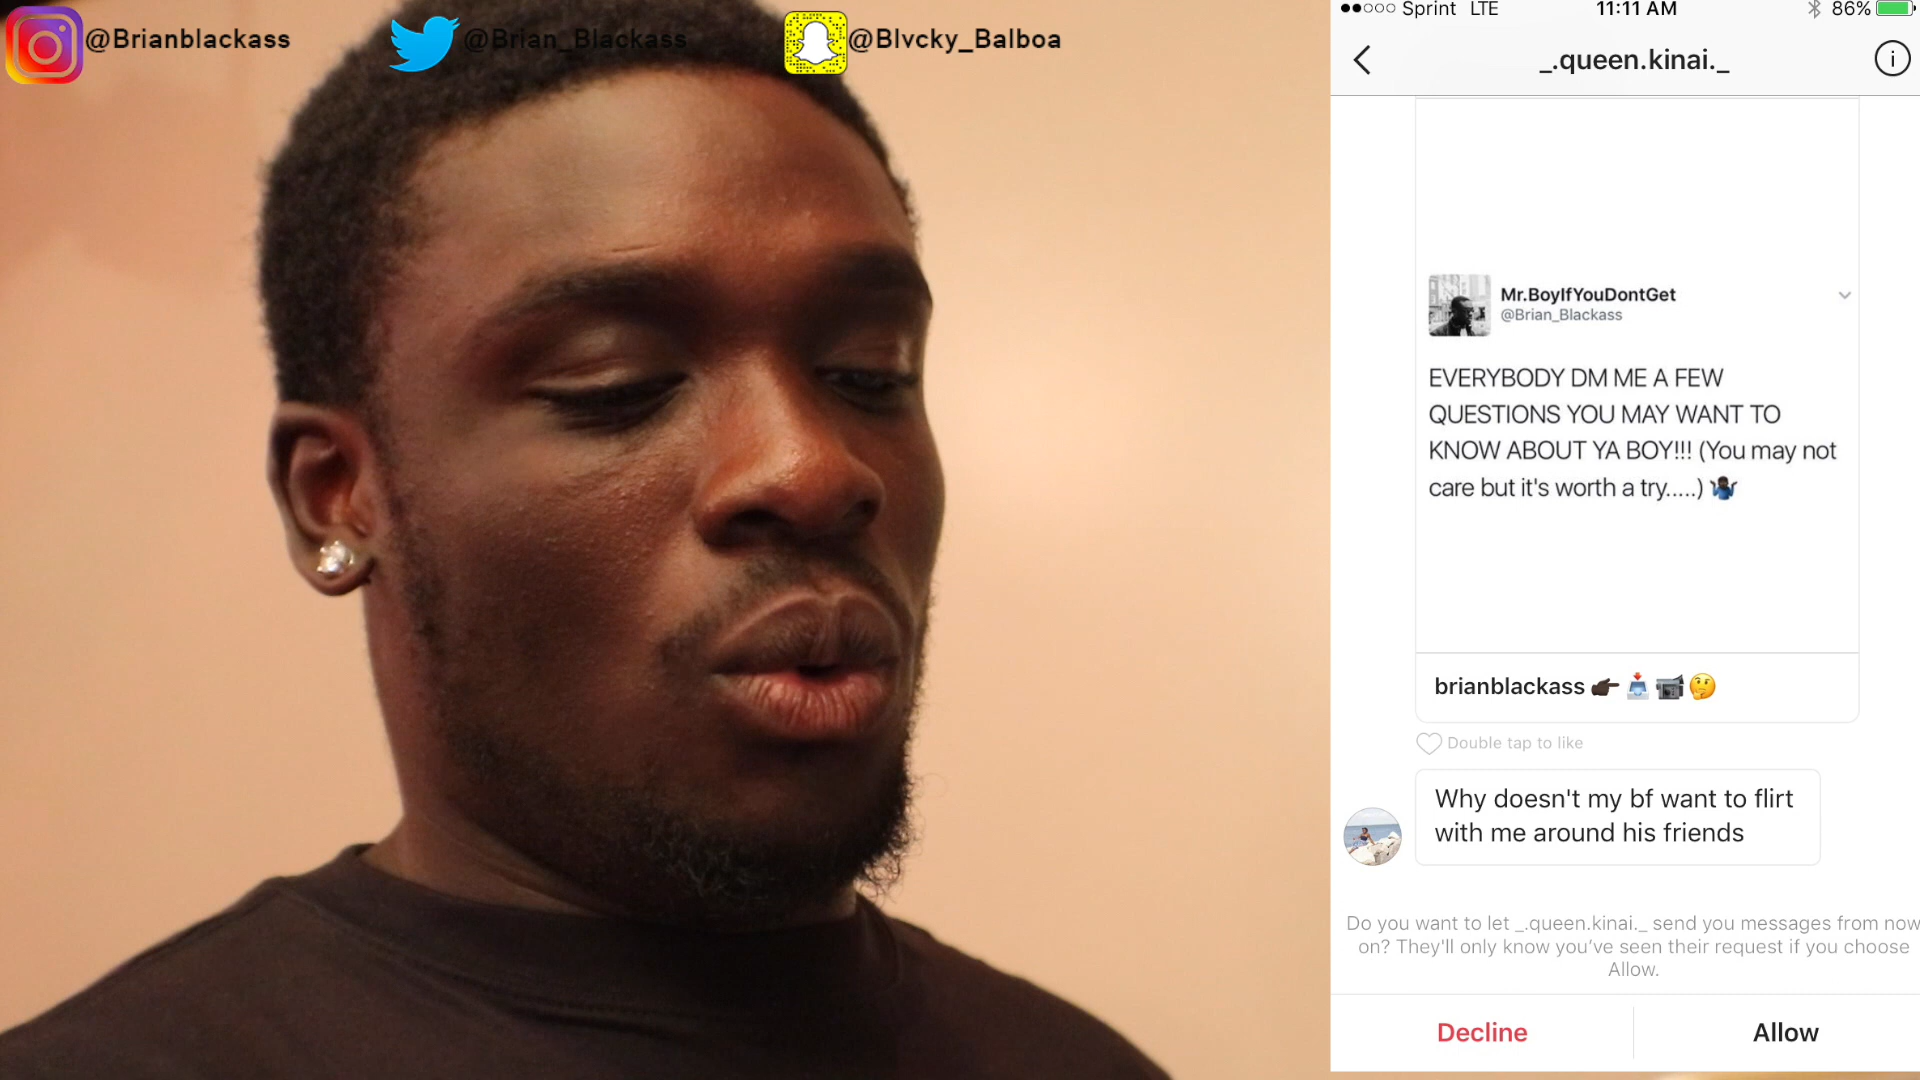 @Brianblackass
@Brian_Blackass
@Blvcky_Balboa
Sprint LTE
11:11 AM
86%
_.queen.kinai._
Mr.BoyIfYouDontGet
@Brian_Blackass
EVERYBODY DM ME A FEW
QUESTIONS YOU MAY WANT TO
KNOW ABOUT YA BOY!!! (You may not
care but it's worth a try.....)
brianblackass
Double tap to like
Why doesn't my bf want to flirt
with me around his friends
Do you want to let _.queen.kinai._ send you messages from now
on? They'll only know you've seen their request if you choose
Allow.
Decline
Allow